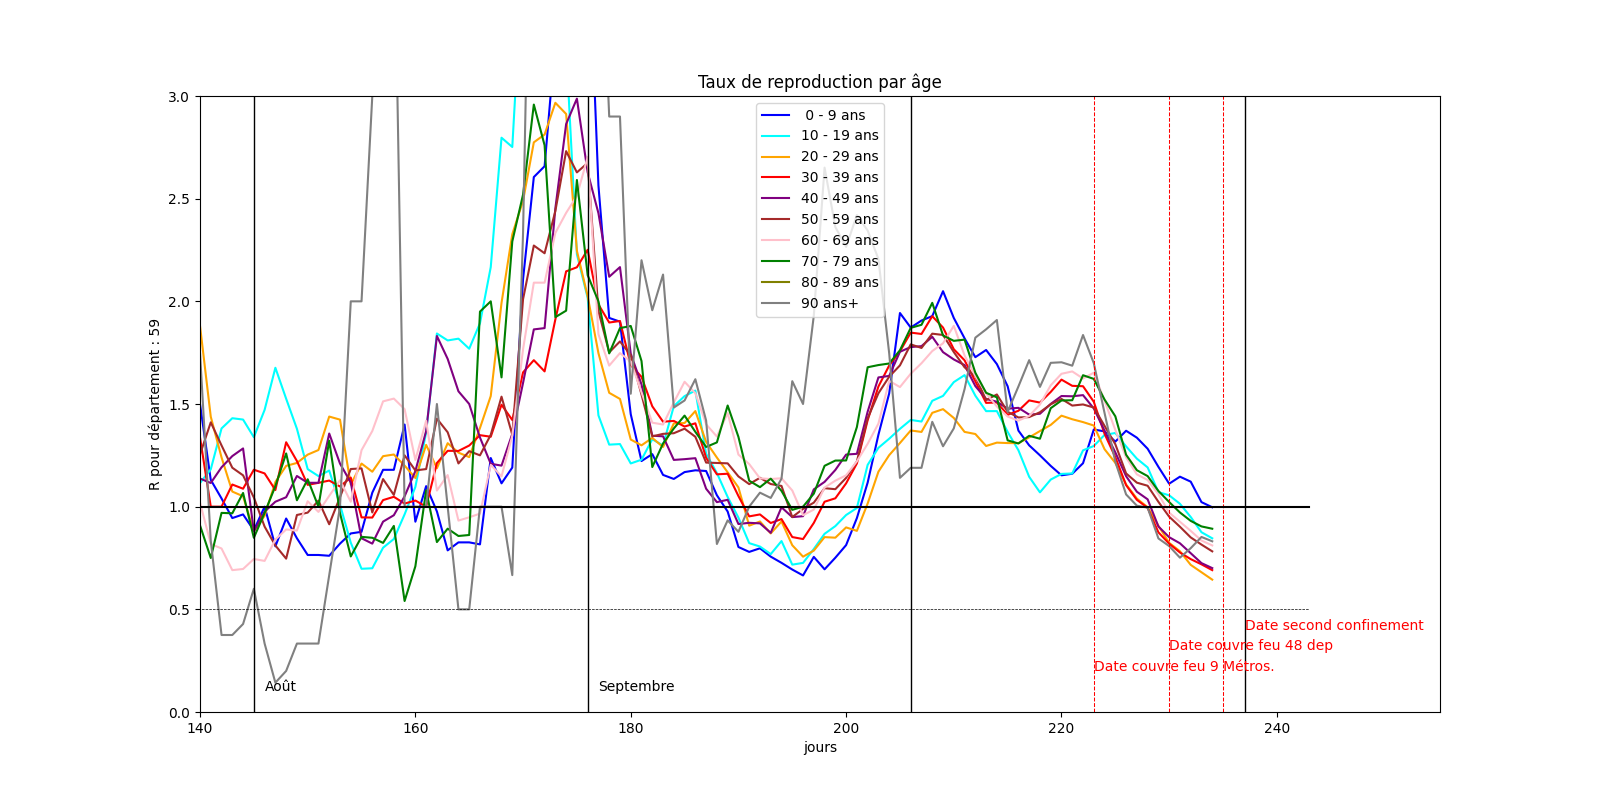 Taux de reproduction par âge
3.0
2.5
2.0
1.5
1.0
0.5
0.0
R pour département : 59
0 - 9 ans
10 - 19 ans
20 - 29 ans
30 - 39 ans
40 - 49 ans
50 - 59 ans
60 - 69 ans
70 - 79 ans
80 - 89 ans
90 ans+
Date second confinement
Date couvre feu 48 dep
Date couvre feu 9 Métros.
Août
Septembre
140
160
180
200
220
240
jours